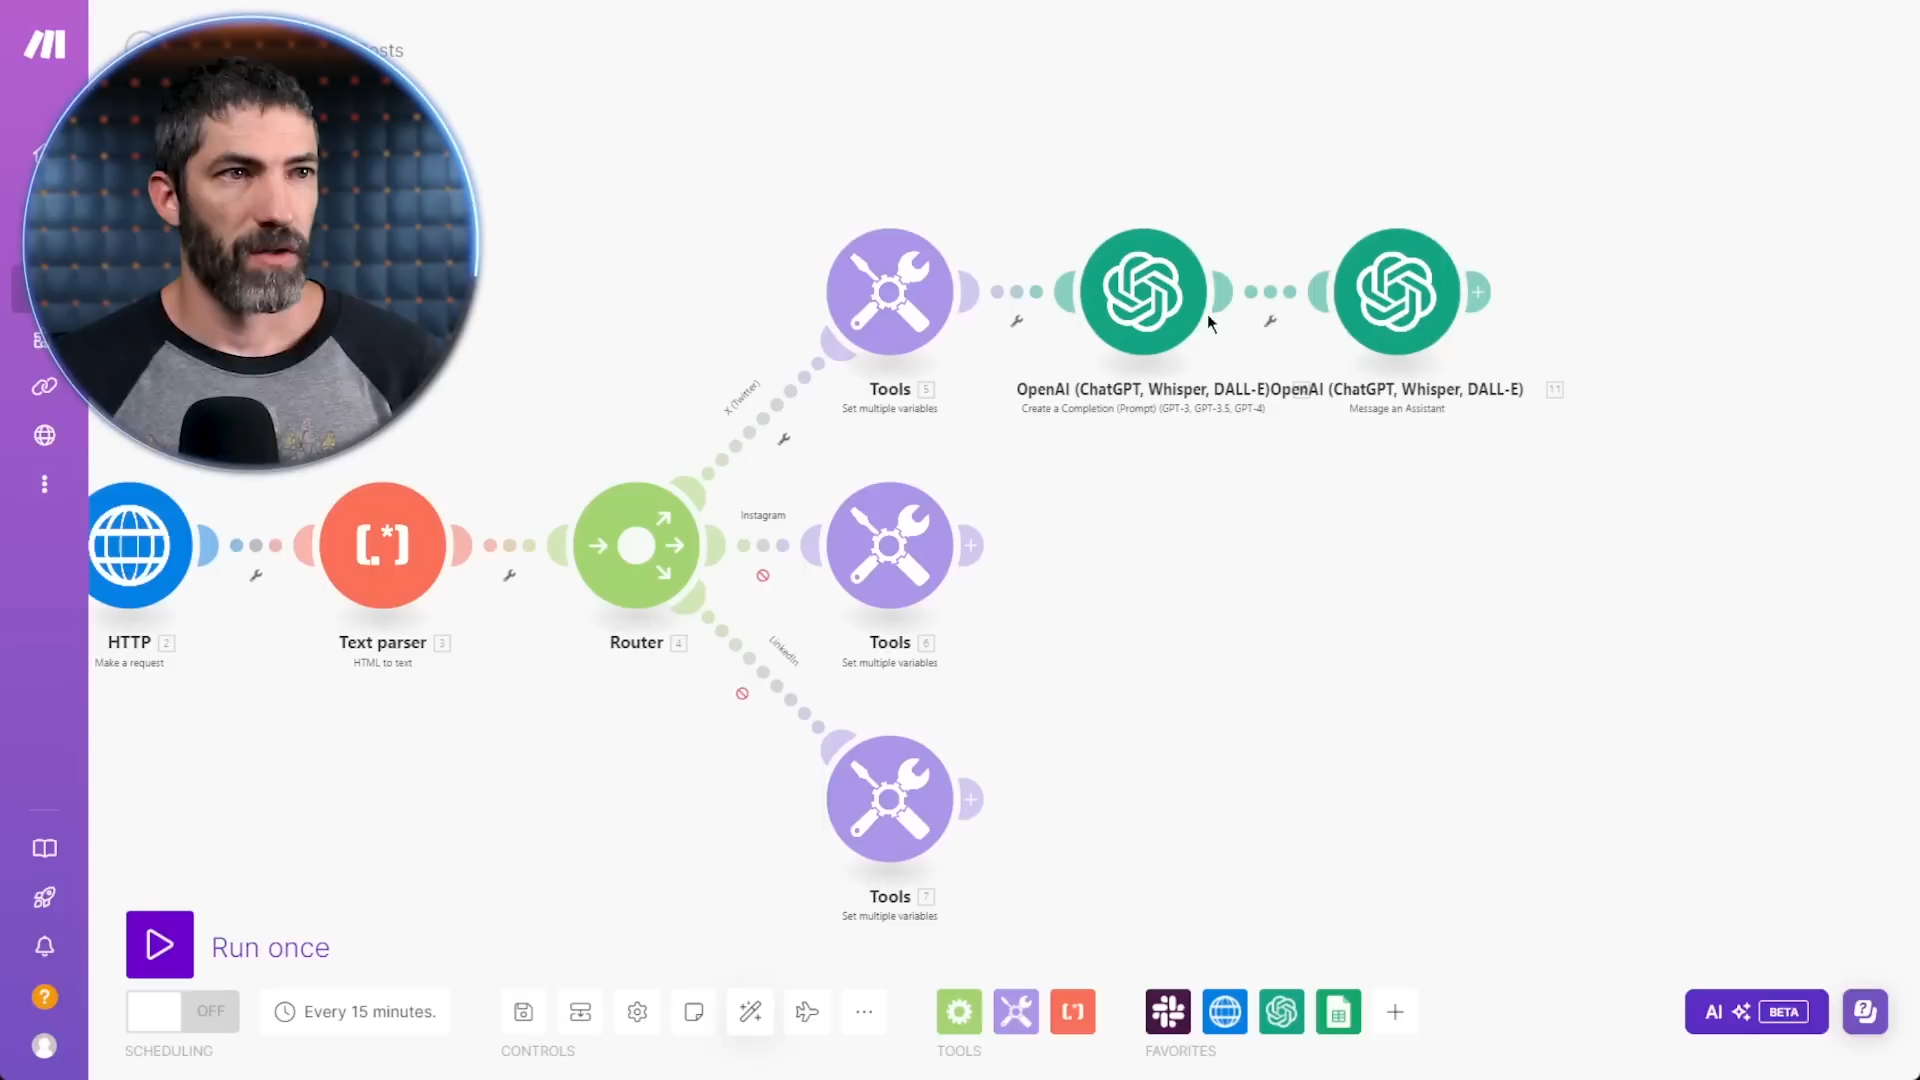 osts
X (Twitter)
Tools 5
Set multiple variables
OpenAI (ChatGPT, Whisper, DALL-E)
Create a Completion (Prompt) (GPT-3, GPT-3.5, GPT-4)
OpenAI (ChatGPT, Whisper, DALL-E) 11
Message an Assistant
Instagram
HTTP 2
Make a request
[.*]
Text parser 3
HTML to text
Router 4
Tools 6
Set multiple variables
LinkedIn
Tools 7
Set multiple variables
Run once
OFF
Every 15 minutes.
SCHEDULING
CONTROLS
TOOLS
FAVORITES
AI BETA